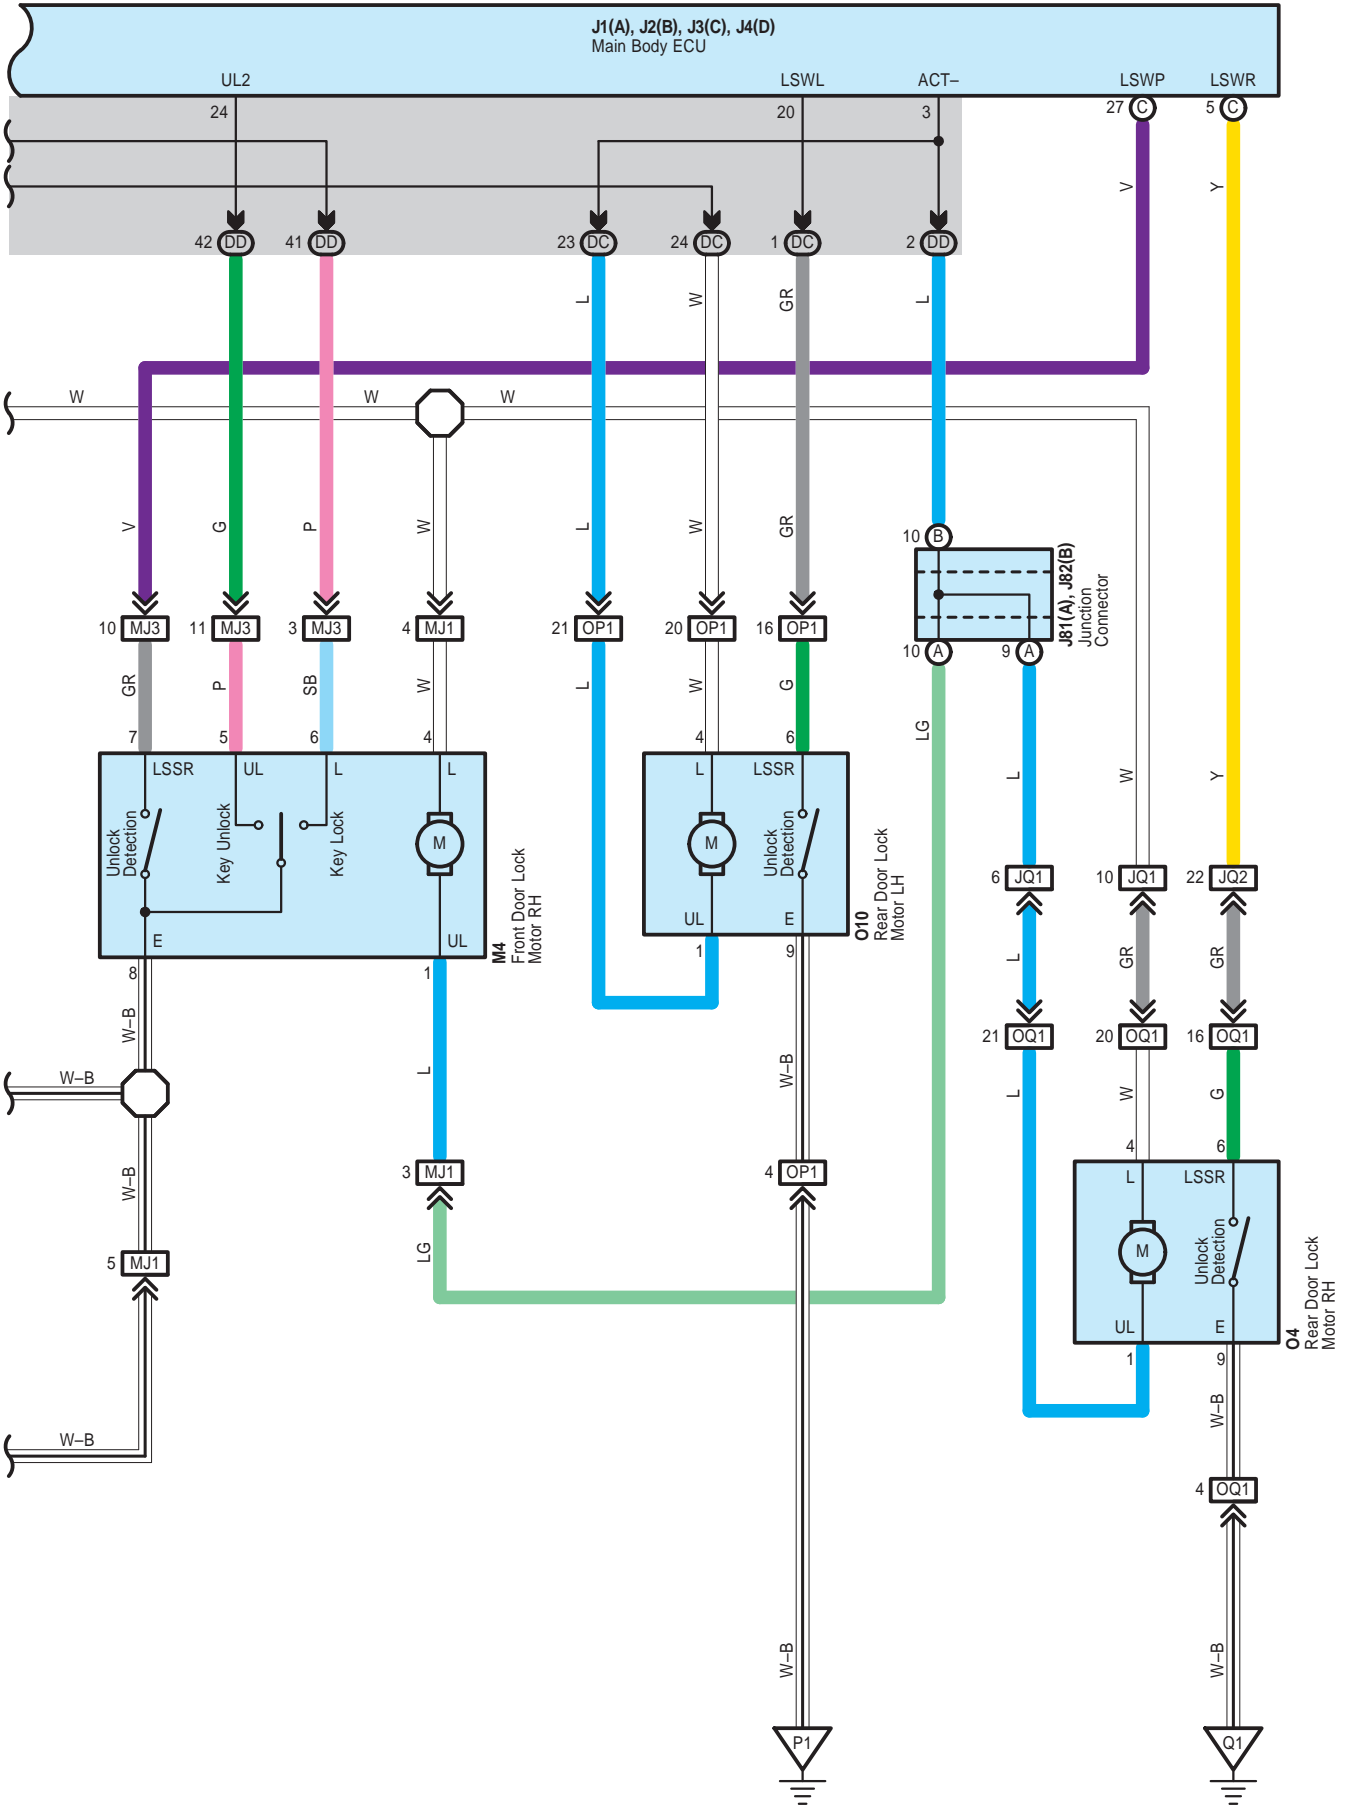 J1(A), J2(B), J3(C), J4(D)
Main Body ECU
UL2 LSWL ACT– LSWP LSWR
24 20 3 27 C 5 C
V Y
42 DD 41 DD 23 DC 24 DC 1 DC 2 DD
L W GR L
W W W
V G P W L W GR
10 B
J81(A), J82(B)
Junction
Connector
10 MJ3 11 MJ3 3 MJ3 4 MJ1 21 OP1 20 OP1 16 OP1
10 A 9 A
GR P SB W L W G
LG
7 5 6 4 4 6
LSSR UL L L L LSSR
L W Y
Unlock
Detection
Key Unlock
Key Lock
M
M
Unlock
Detection
UL E
E UL
M4
Front Door Lock
Motor RH
O10
Rear Door Lock
Motor LH
6 JQ1 10 JQ1 22 JQ2
8 1 1 9
L GR GR
W–B
21 OQ1 20 OQ1 16 OQ1
W–B L W–B L W G
4 6
W–B
3 MJ1 4 OP1
L LSSR
LG
M
Unlock
Detection
5 MJ1
UL E
O4
Rear Door Lock
Motor RH
1 9
W–B
W–B
4 OQ1
W–B W–B
P1 Q1